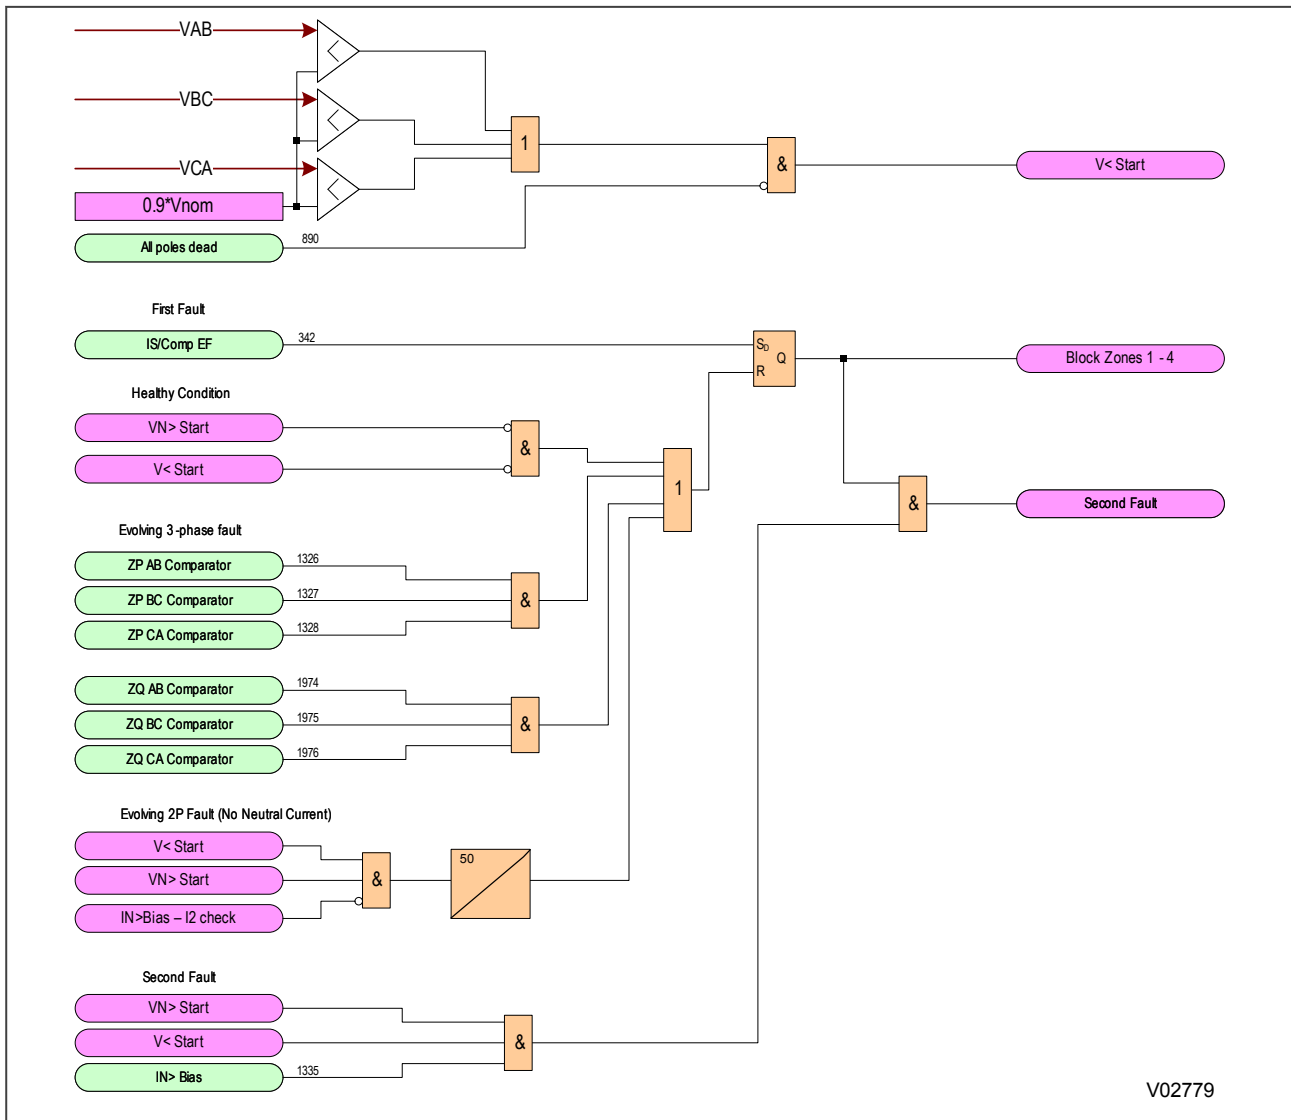 VAB
VBC
VCA
0.9*Vnom
All poles dead
890
1
&
V< Start
First Fault
IS/Comp EF
342
SD
Q
R
Block Zones 1 - 4
Healthy Condition
VN> Start
V< Start
&
1
&
Second Fault
Evolving 3-phase fault
ZP AB Comparator
1326
ZP BC Comparator
1327
ZP CA Comparator
1328
&
ZQ AB Comparator
1974
ZQ BC Comparator
1975
ZQ CA Comparator
1976
&
Evolving 2P Fault (No Neutral Current)
V< Start
VN> Start
IN>Bias – I2 check
&
50
Second Fault
VN> Start
V< Start
IN> Bias
1335
&
V02779